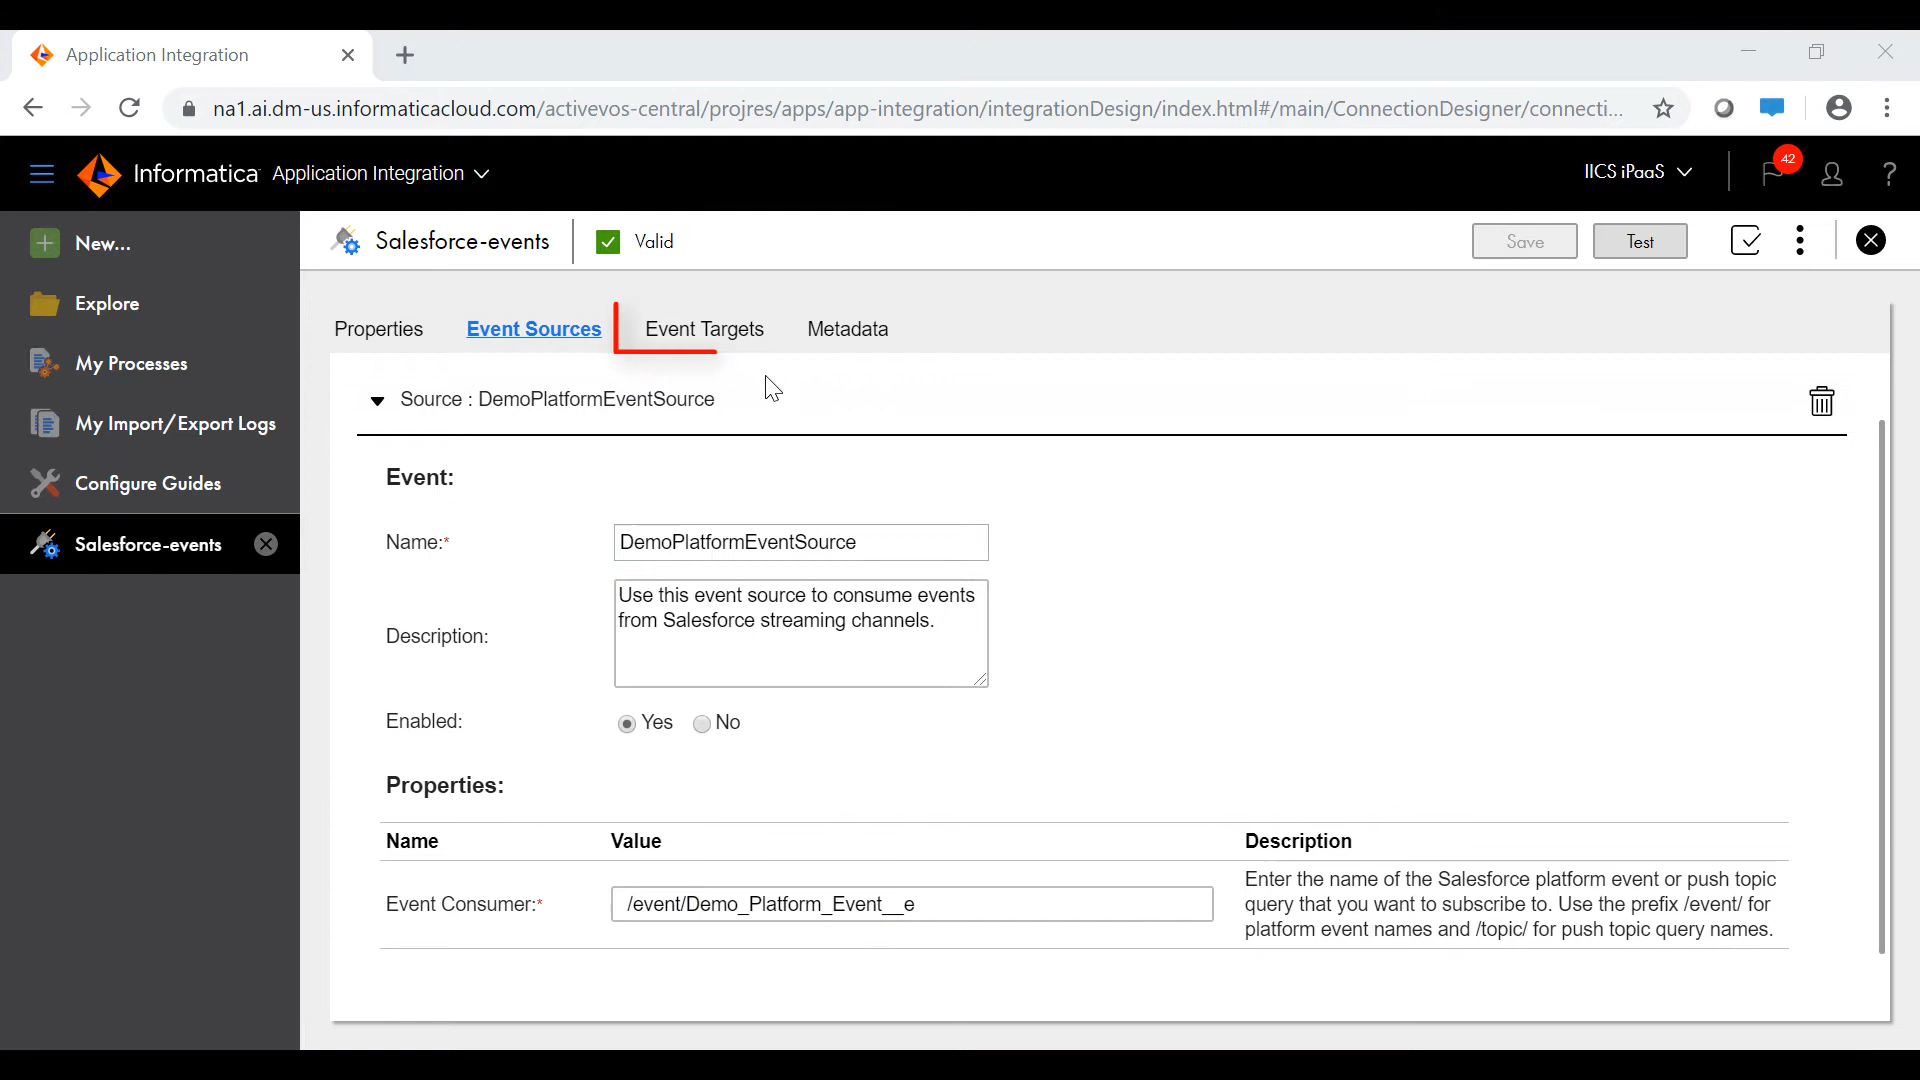 Application Integration
na1.ai.dm-us.informaticacloud.com/activevos-central/projres/apps/app-integration/integrationDesign/index.html#/main/ConnectionDesigner/connecti...
Informatica Application Integration
IICS iPaaS
42
?
New...
Explore
My Processes
My Import/Export Logs
Configure Guides
Salesforce-events
Salesforce-events
Valid
Save
Test
Properties
Event Sources
Event Targets
Metadata
Source : DemoPlatformEventSource
Event:
Name:*
DemoPlatformEventSource
Description:
Use this event source to consume events
from Salesforce streaming channels.
Enabled:
Yes
No
Properties:
Name
Value
Description
Event Consumer:*
/event/Demo_Platform_Event__e
Enter the name of the Salesforce platform event or push topic
query that you want to subscribe to. Use the prefix /event/ for
platform event names and /topic/ for push topic query names.